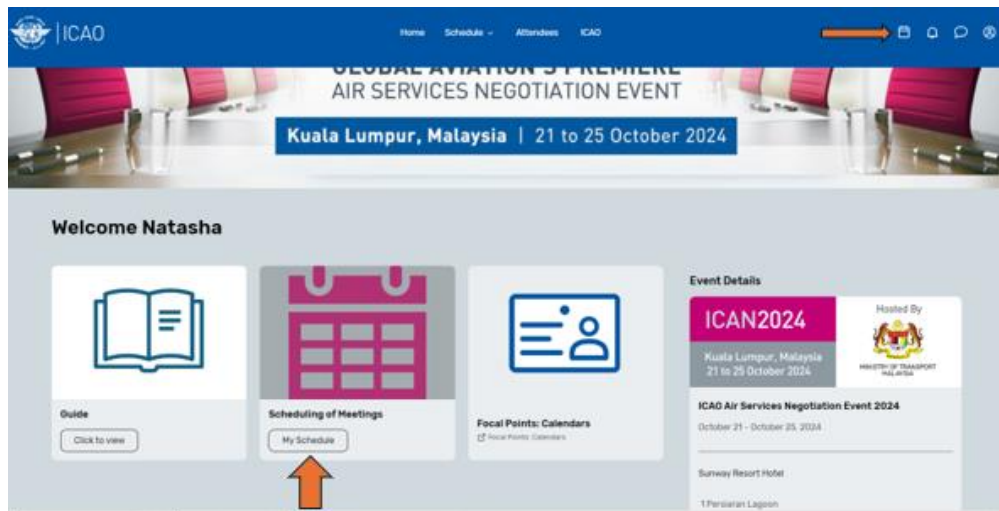 ICAO
Home Schedule Attendees ICAO
GLOBAL AVIATION'S PREMIERE
AIR SERVICES NEGOTIATION EVENT
Kuala Lumpur, Malaysia | 21 to 25 October 2024
Welcome Natasha
Guide
Click to view
Scheduling of Meetings
My Schedule
Focal Points: Calendars
Focal Points: Calendars
Event Details
ICAN2024
Kuala Lumpur, Malaysia
21 to 25 October 2024
Hosted By
MINISTRY OF TRANSPORT
MALAYSIA
ICAO Air Services Negotiation Event 2024
October 21 - October 25, 2024
Sunway Resort Hotel
1 Persiaran Lagoon